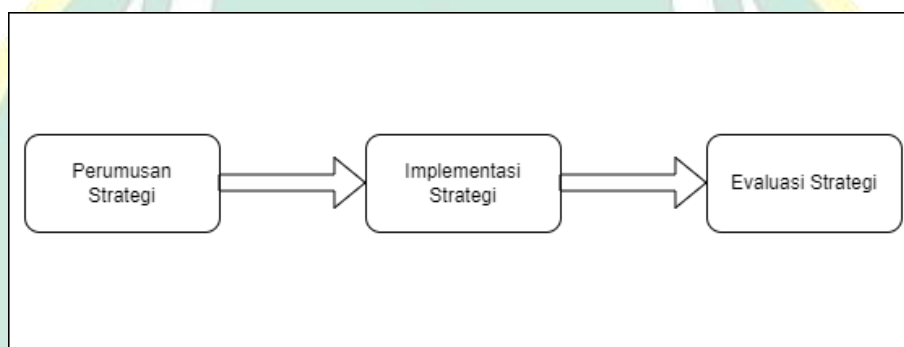 Perumusan
Strategi
Implementasi
Strategi
Evaluasi Strategi